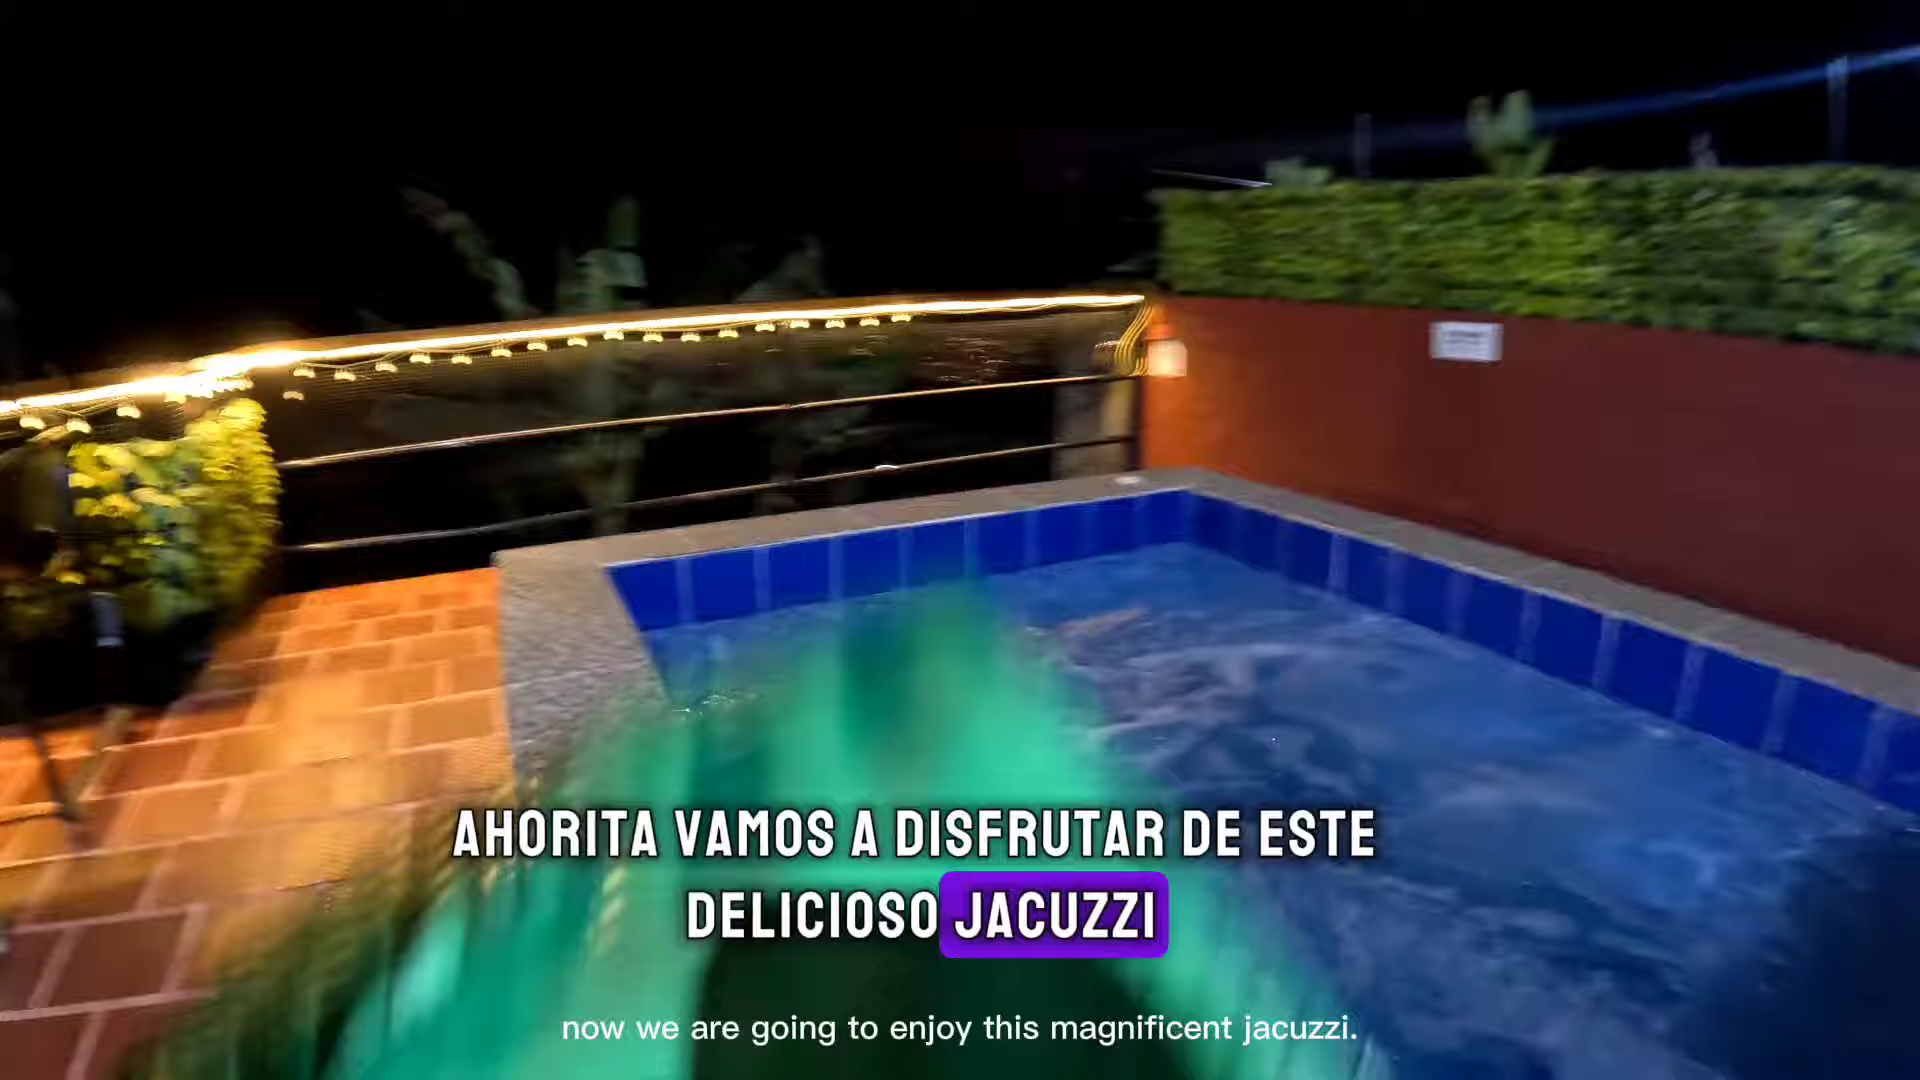 AHORITA VAMOS A DISFRUTAR DE ESTE
DELICIOSO JACUZZI
now we are going to enjoy this magnificent jacuzzi.